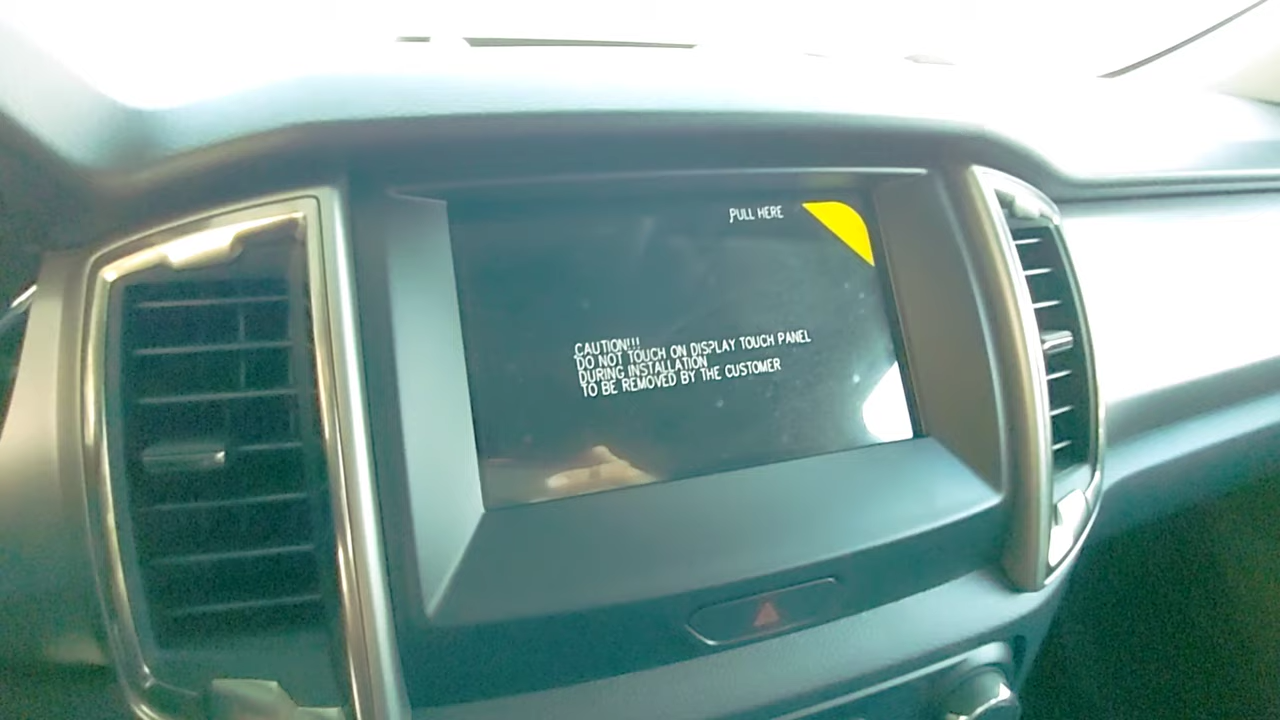 PULL HERE
CAUTION!!!
DO NOT TOUCH ON DISPLAY TOUCH PANEL
DURING INSTALLATION
TO BE REMOVED BY THE CUSTOMER